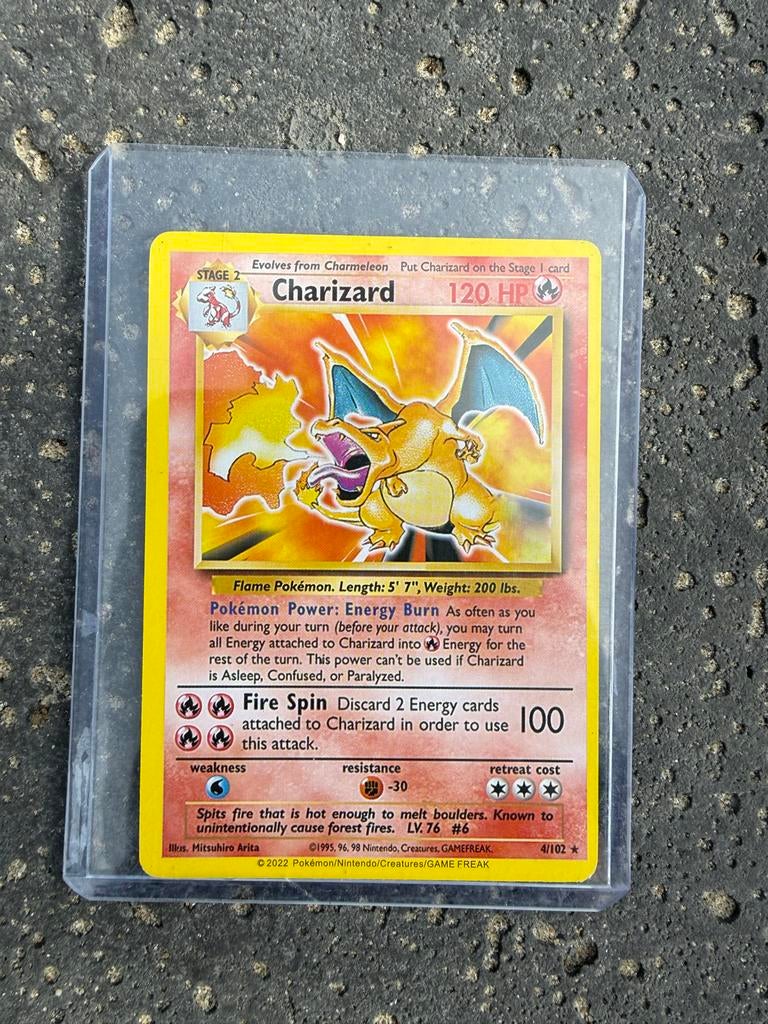 Evolves from Charmeleon Put Charizard on the Stage 1 card
STAGE 2
Charizard 120 HP
Flame Pokémon. Length: 5' 7", Weight: 200 lbs.
Pokémon Power: Energy Burn As often as you
like during your turn (before your attack), you may turn
all Energy attached to Charizard into Energy for the
rest of the turn. This power can't be used if Charizard
is Asleep, Confused, or Paralyzed.
Fire Spin Discard 2 Energy cards
attached to Charizard in order to use 100
this attack.
weakness resistance retreat cost
-30
Spits fire that is hot enough to melt boulders. Known to
unintentionally cause forest fires. LV. 76 #6
Illus. Mitsuhiro Arita ©1995, 96, 98 Nintendo, Creatures, GAMEFREAK. 4/102 ★
© 2022 Pokémon/Nintendo/Creatures/GAME FREAK